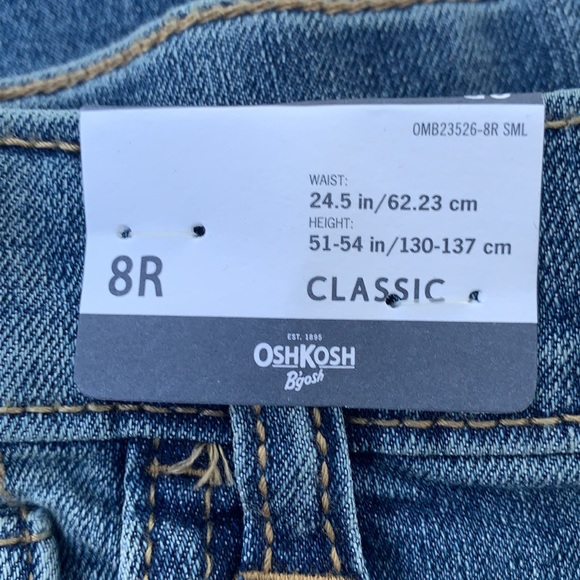 OMB23526-8R SML
WAIST:
24.5 in/62.23 cm
HEIGHT:
51-54 in/130-137 cm
8R
CLASSIC
EST. 1895
OSHKOSH
B'gosh